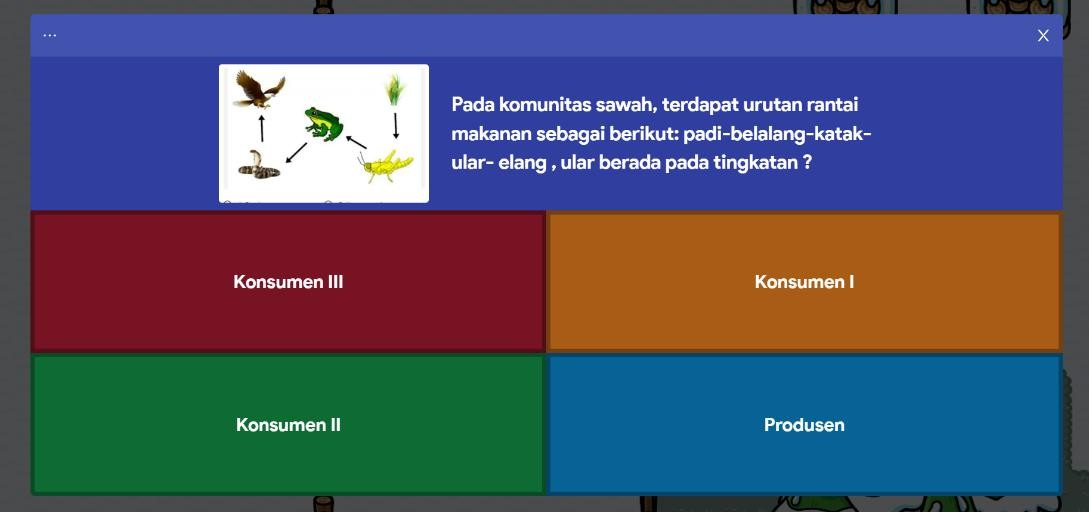 ...
X
Pada komunitas sawah, terdapat urutan rantai
makanan sebagai berikut: padi-belalang-katak-
ular- elang , ular berada pada tingkatan ?
Konsumen III
Konsumen I
Konsumen II
Produsen